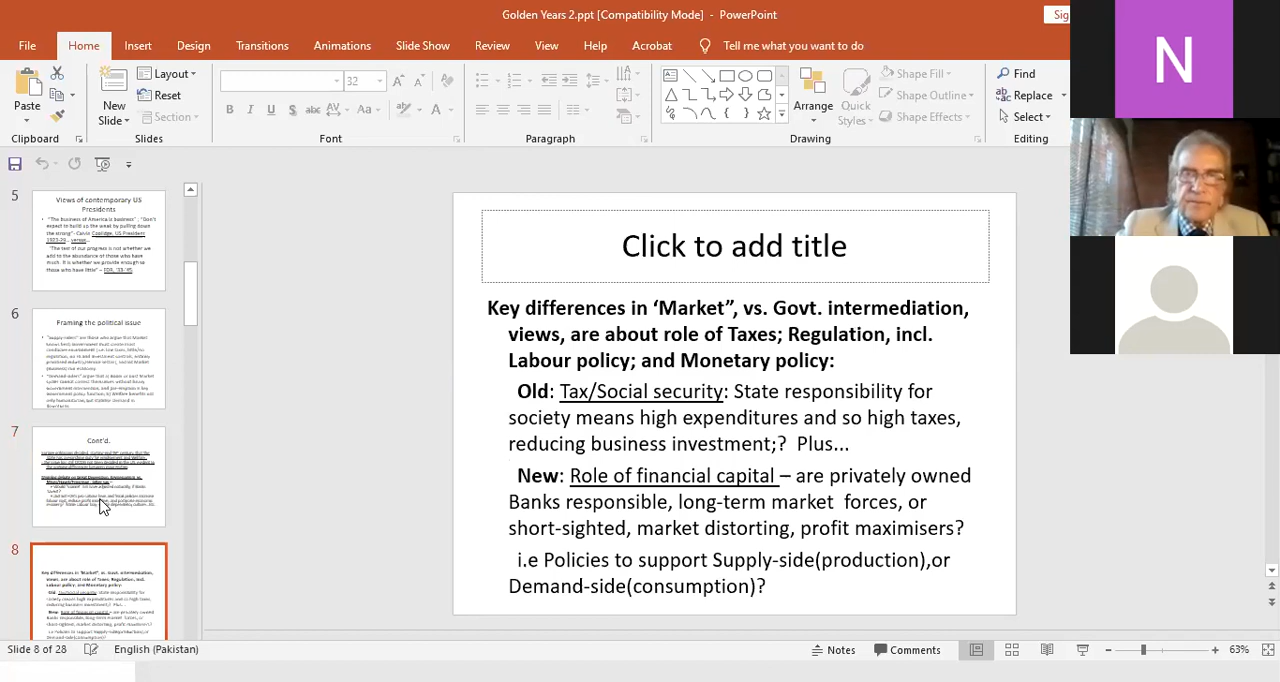 Golden Years 2.ppt [Compatibility Mode] - PowerPoint
Sig
File Home Insert Design Transitions Animations Slide Show Review View Help Acrobat Tell me what you want to do
Paste
Clipboard
New Slide
Layout
Reset
Section
Slides
32
B I U S abc AV Aa A
Font
Paragraph
Arrange
Quick Styles
Shape Fill
Shape Outline
Shape Effects
Drawing
Find
Replace
Select
Editing
N
5
Views of contemporary US
Presidents
6
Framing the political issue
7
Cont'd.
8
Click to add title
Key differences in ‘Market”, vs. Govt. intermediation,
views, are about role of Taxes; Regulation, incl.
Labour policy; and Monetary policy:
Old: Tax/Social security: State responsibility for
society means high expenditures and so high taxes,
reducing business investment;? Plus...
New: Role of financial capital – are privately owned
Banks responsible, long-term market forces, or
short-sighted, market distorting, profit maximisers?
i.e Policies to support Supply-side(production),or
Demand-side(consumption)?
Slide 8 of 28 English (Pakistan) Notes Comments 63%